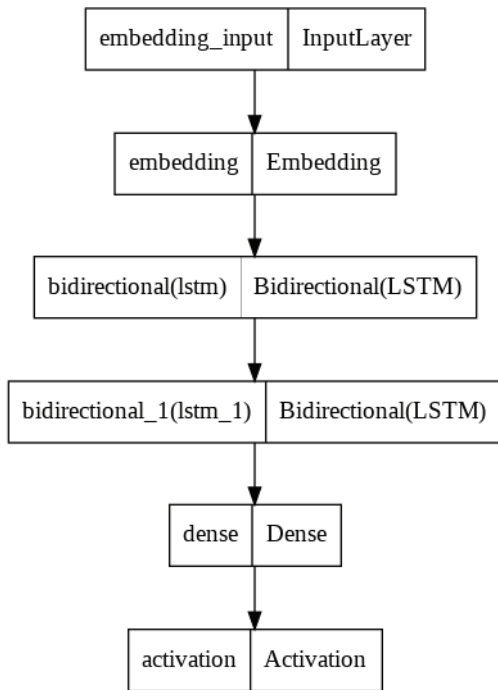 embedding_input InputLayer
embedding Embedding
bidirectional(lstm) Bidirectional(LSTM)
bidirectional_1(lstm_1) Bidirectional(LSTM)
dense Dense
activation Activation